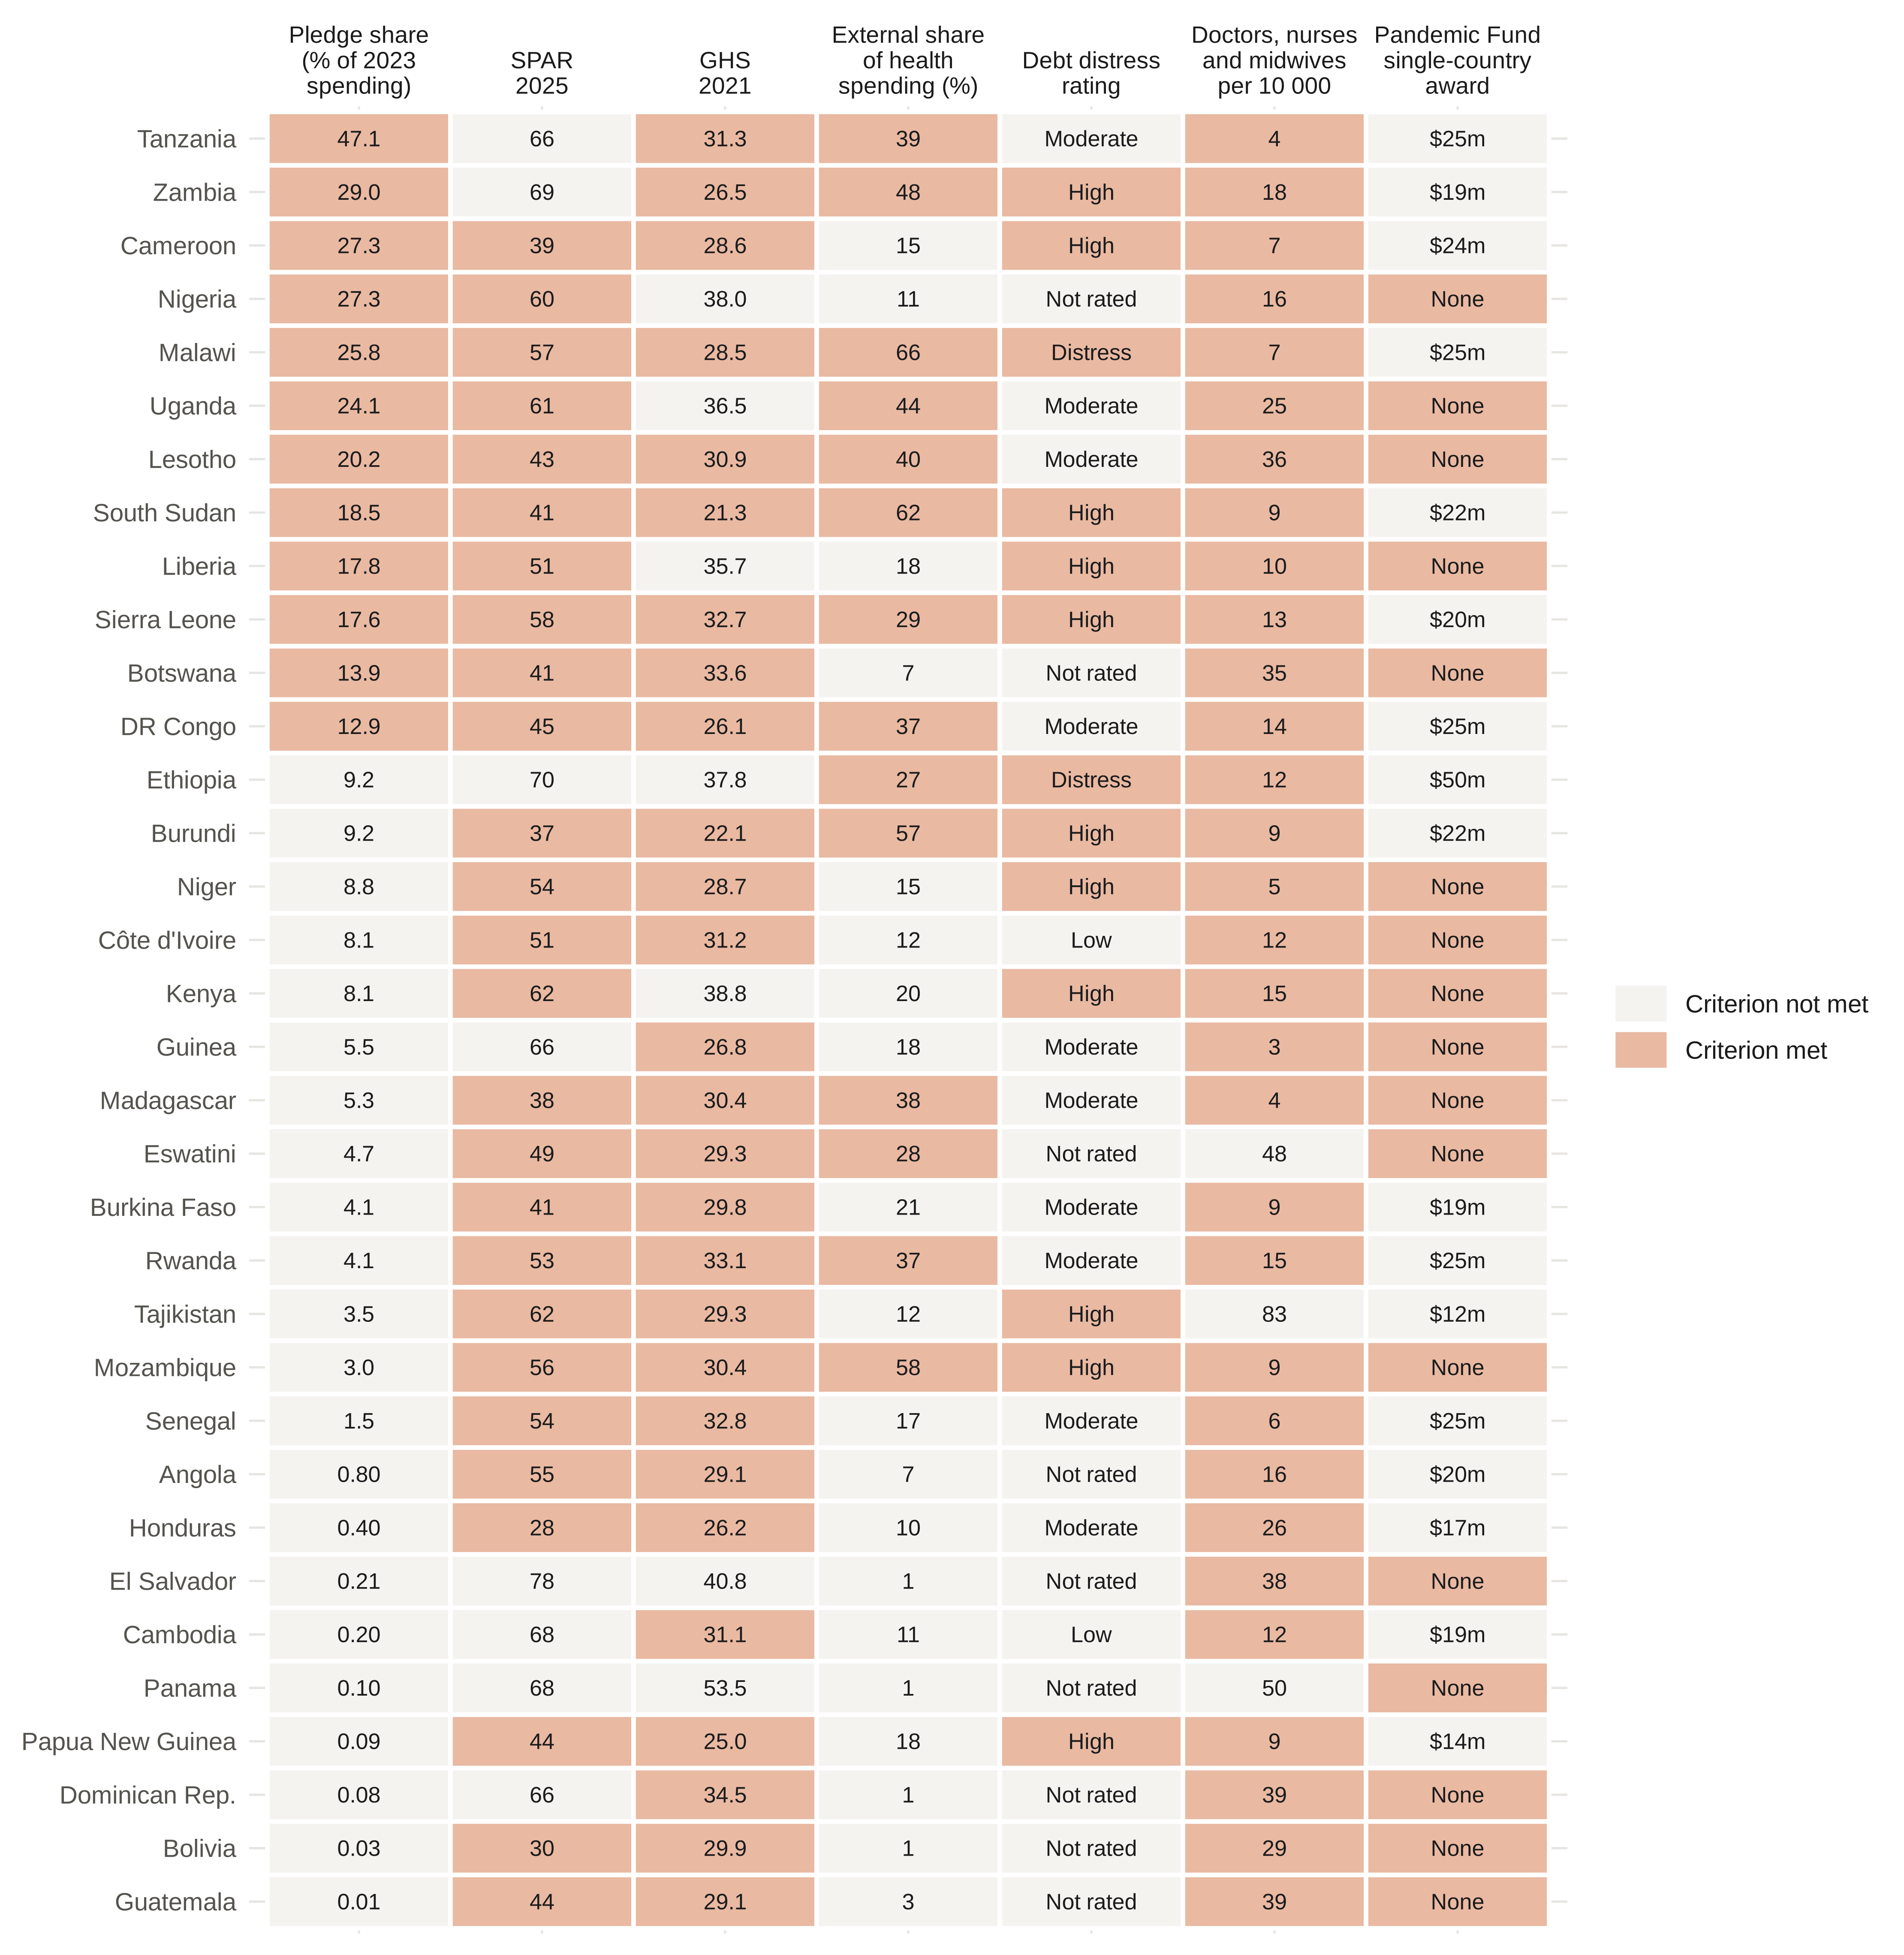 Pledge share (% of 2023 spending) SPAR 2025 GHS 2021 External share of health spending (%) Debt distress rating Doctors, nurses and midwives per 10 000 Pandemic Fund single-country award
Tanzania 47.1 66 31.3 39 Moderate 4 $25m
Zambia 29.0 69 26.5 48 High 18 $19m
Cameroon 27.3 39 28.6 15 High 7 $24m
Nigeria 27.3 60 38.0 11 Not rated 16 None
Malawi 25.8 57 28.5 66 Distress 7 $25m
Uganda 24.1 61 36.5 44 Moderate 25 None
Lesotho 20.2 43 30.9 40 Moderate 36 None
South Sudan 18.5 41 21.3 62 High 9 $22m
Liberia 17.8 51 35.7 18 High 10 None
Sierra Leone 17.6 58 32.7 29 High 13 $20m
Botswana 13.9 41 33.6 7 Not rated 35 None
DR Congo 12.9 45 26.1 37 Moderate 14 $25m
Ethiopia 9.2 70 37.8 27 Distress 12 $50m
Burundi 9.2 37 22.1 57 High 9 $22m
Niger 8.8 54 28.7 15 High 5 None
Côte d'Ivoire 8.1 51 31.2 12 Low 12 None
Kenya 8.1 62 38.8 20 High 15 None
Criterion not met
Guinea 5.5 66 26.8 18 Moderate 3 None
Criterion met
Madagascar 5.3 38 30.4 38 Moderate 4 None
Eswatini 4.7 49 29.3 28 Not rated 48 None
Burkina Faso 4.1 41 29.8 21 Moderate 9 $19m
Rwanda 4.1 53 33.1 37 Moderate 15 $25m
Tajikistan 3.5 62 29.3 12 High 83 $12m
Mozambique 3.0 56 30.4 58 High 9 None
Senegal 1.5 54 32.8 17 Moderate 6 $25m
Angola 0.80 55 29.1 7 Not rated 16 $20m
Honduras 0.40 28 26.2 10 Moderate 26 $17m
El Salvador 0.21 78 40.8 1 Not rated 38 None
Cambodia 0.20 68 31.1 11 Low 12 $19m
Panama 0.10 68 53.5 1 Not rated 50 None
Papua New Guinea 0.09 44 25.0 18 High 9 $14m
Dominican Rep. 0.08 66 34.5 1 Not rated 39 None
Bolivia 0.03 30 29.9 1 Not rated 29 None
Guatemala 0.01 44 29.1 3 Not rated 39 None